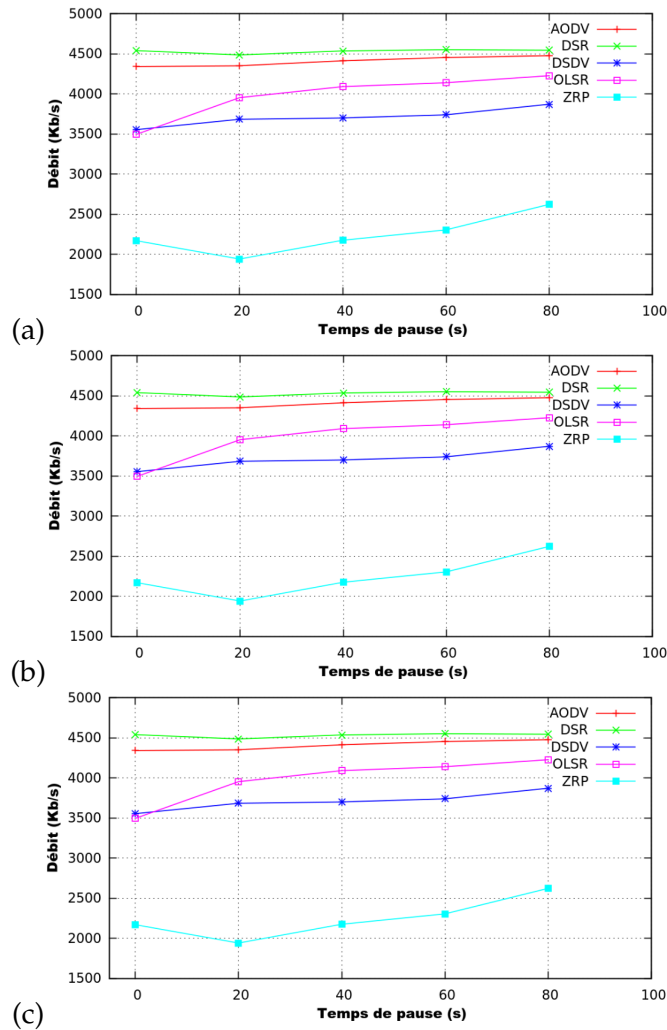 5000
4500
4000
3500
3000
2500
2000
1500
Débit (Kb/s)
AODV
DSR
DSDV
OLSR
ZRP
0 20 40 60 80 100
Temps de pause (s)
(a)
5000
4500
4000
3500
3000
2500
2000
1500
Débit (Kb/s)
AODV
DSR
DSDV
OLSR
ZRP
0 20 40 60 80 100
Temps de pause (s)
(b)
5000
4500
4000
3500
3000
2500
2000
1500
Débit (Kb/s)
AODV
DSR
DSDV
OLSR
ZRP
0 20 40 60 80 100
Temps de pause (s)
(c)